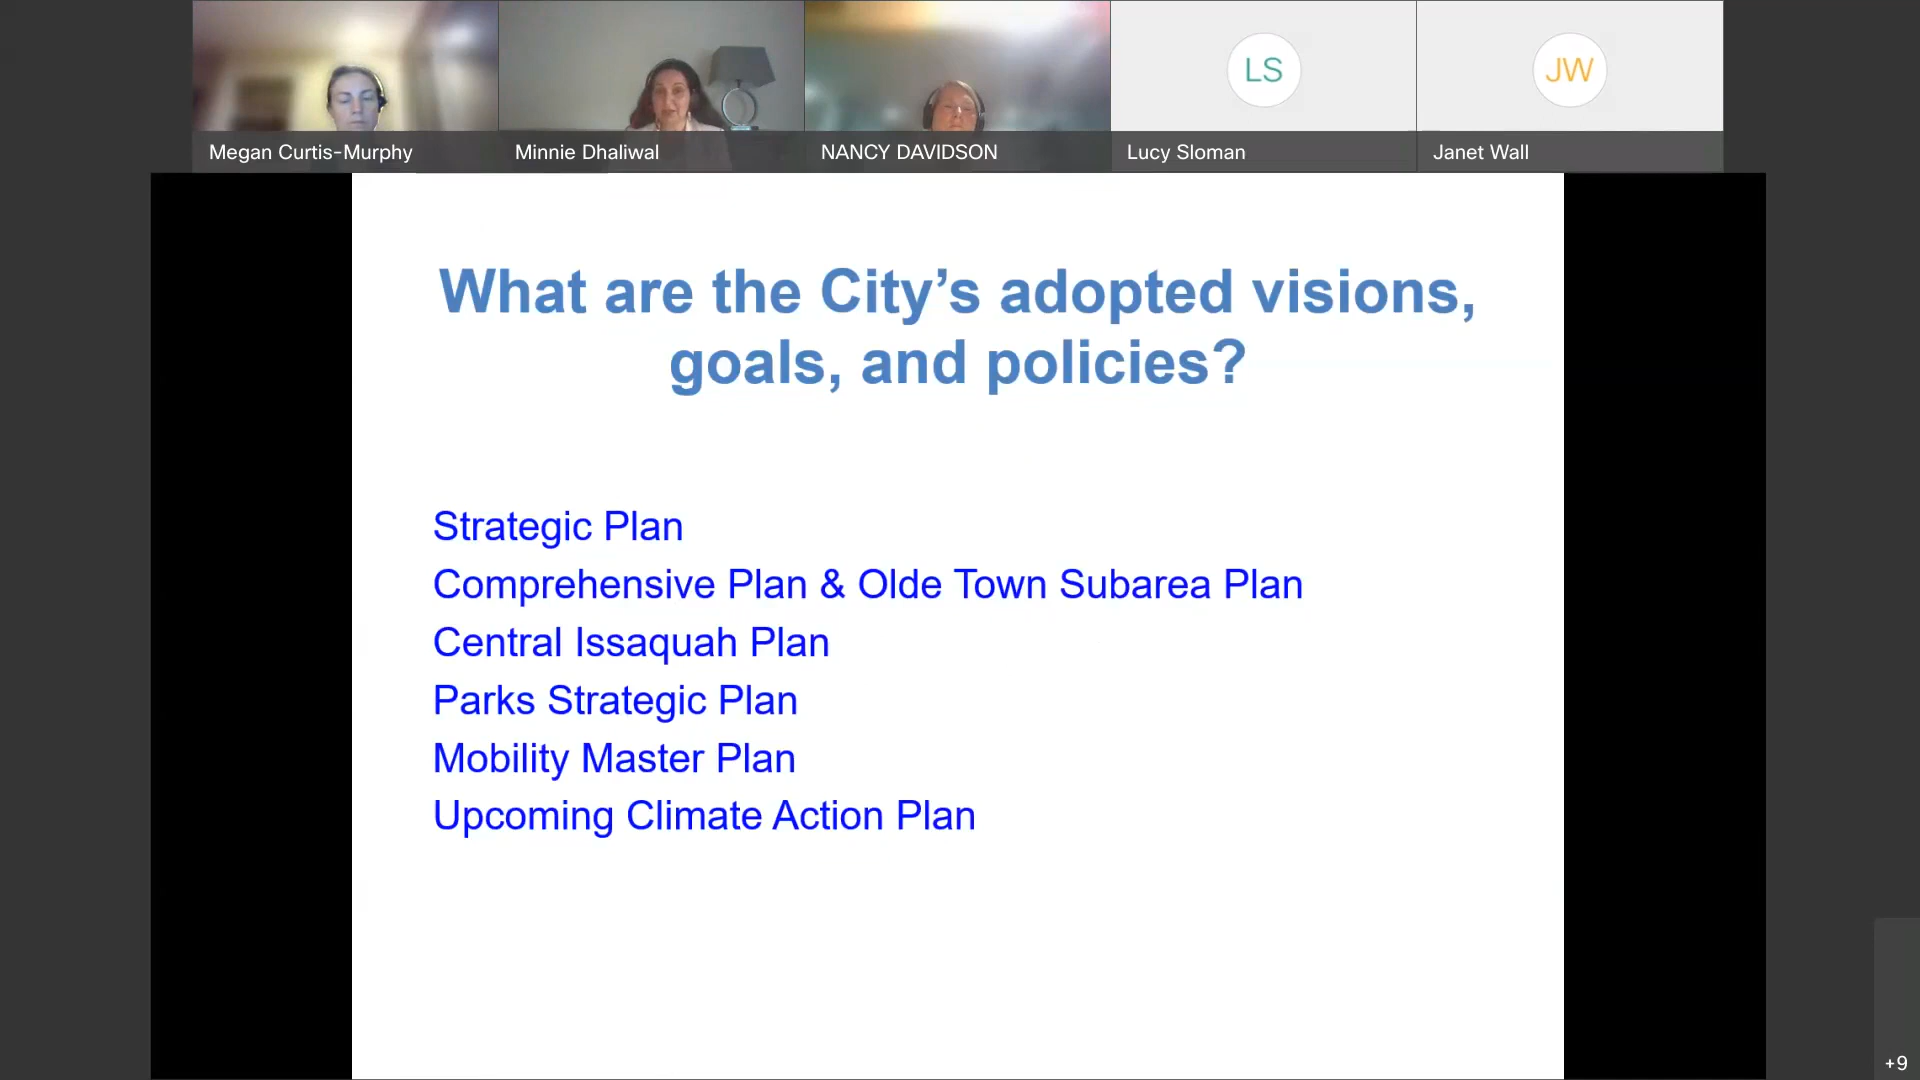 LS
JW
Megan Curtis-Murphy
Minnie Dhaliwal
NANCY DAVIDSON
Lucy Sloman
Janet Wall
What are the City’s adopted visions,
goals, and policies?
Strategic Plan
Comprehensive Plan & Olde Town Subarea Plan
Central Issaquah Plan
Parks Strategic Plan
Mobility Master Plan
Upcoming Climate Action Plan
+9